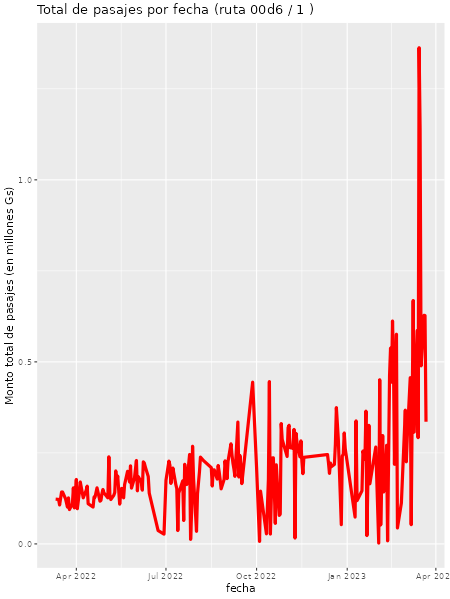 Total de pasajes por fecha (ruta 00d6 / 1 )
Monto total de pasajes (en millones Gs)
1.0
0.5
0.0
Apr 2022 Jul 2022 Oct 2022 Jan 2023 Apr 202
fecha